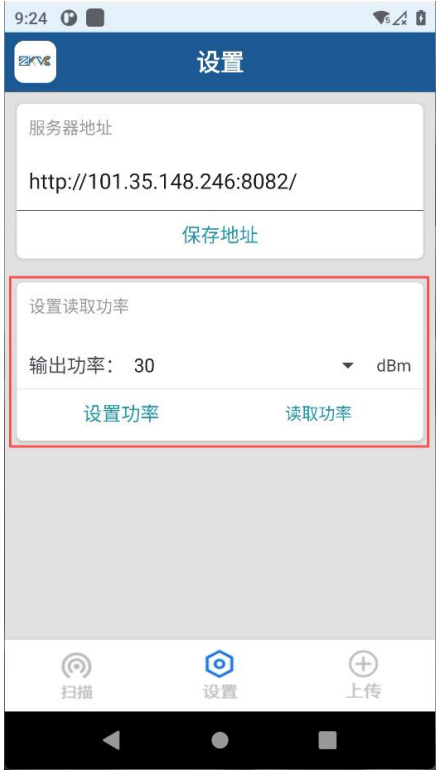 9:24
ZKVC
设置
服务器地址
http://101.35.148.246:8082/
保存地址
设置读取功率
输出功率： 30 dBm
设置功率 读取功率
扫描 设置 上传